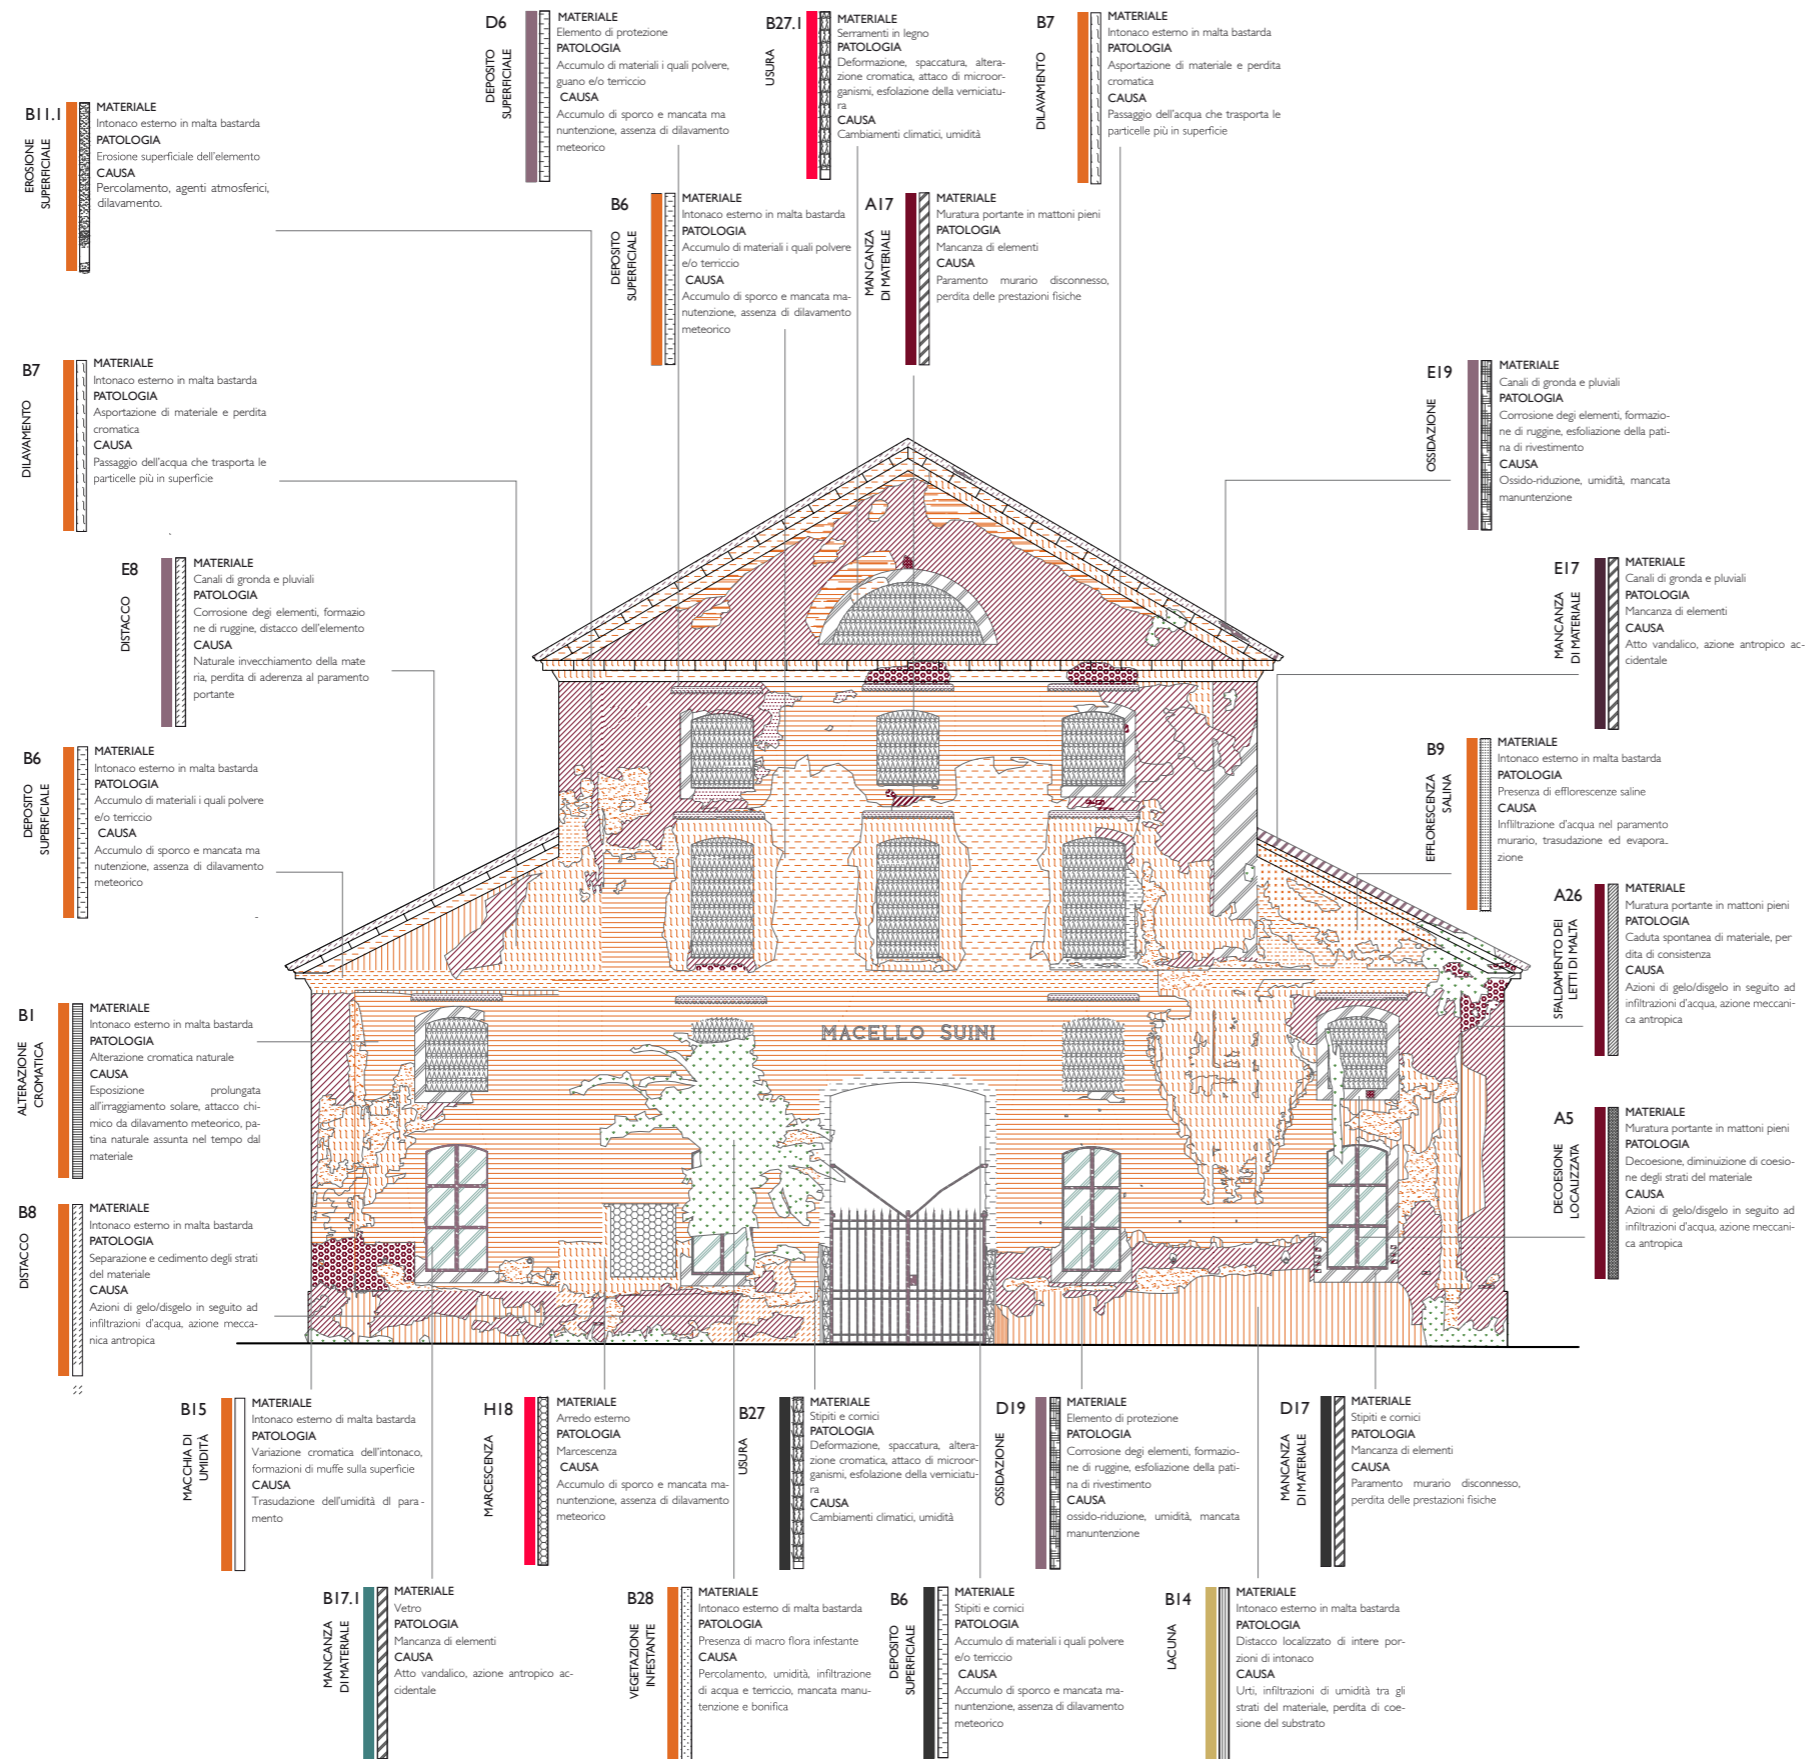 D6
DEPOSITO
SUPERFICIALE
MATERIALE
Elemento di protezione
PATOLOGIA
Accumulo di materiali i quali polvere,
guano e/o terriccio
CAUSA
Accumulo di sporco e mancata ma
nuntenzione, assenza di dilavamento
meteorico
B27.1
USURA
MATERIALE
Serramenti in legno
PATOLOGIA
Deformazione, spaccatura, altera-
zione cromatica, attaco di microor-
ganismi, esfolazione della verniciatu-
ra
CAUSA
Cambiamenti climatici, umidità
B7
DILAVAMENTO
MATERIALE
Intonaco esterno in malta bastarda
PATOLOGIA
Asportazione di materiale e perdita
cromatica
CAUSA
Passaggio dell'acqua che trasporta le
particelle più in superficie
B11.1
EROSIONE
SUPERFICIALE
MATERIALE
Intonaco esterno in malta bastarda
PATOLOGIA
Erosione superficiale dell'elemento
CAUSA
Percolamento, agenti atmosferici,
dilavamento.
B6
DEPOSITO
SUPERFICIALE
MATERIALE
Intonaco esterno in malta bastarda
PATOLOGIA
Accumulo di materiali i quali polvere
e/o terriccio
CAUSA
Accumulo di sporco e mancata ma-
nutenzione, assenza di dilavamento
meteorico
A17
MANCANZA
DI MATERIALE
MATERIALE
Muratura portante in mattoni pieni
PATOLOGIA
Mancanza di elementi
CAUSA
Paramento murario disconnesso,
perdita delle prestazioni fisiche
B7
DILAVAMENTO
MATERIALE
Intonaco esterno in malta bastarda
PATOLOGIA
Asportazione di materiale e perdita
cromatica
CAUSA
Passaggio dell'acqua che trasporta le
particelle più in superficie
E19
OSSIDAZIONE
MATERIALE
Canali di gronda e pluviali
PATOLOGIA
Corrosione degi elementi, formazio-
ne di ruggine, esfoliazione della pati-
na di rivestimento
CAUSA
Ossido-riduzione, umidità, mancata
manuntenzione
E8
DISTACCO
MATERIALE
Canali di gronda e pluviali
PATOLOGIA
Corrosione degi elementi, formazio
ne di ruggine, distacco dell'elemento
CAUSA
Naturale invecchiamento della mate
ria, perdita di aderenza al paramento
portante
E17
MANCANZA
DI MATERIALE
MATERIALE
Canali di gronda e pluviali
PATOLOGIA
Mancanza di elementi
CAUSA
Atto vandalico, azione antropico ac-
cidentale
B6
DEPOSITO
SUPERFICIALE
MATERIALE
Intonaco esterno in malta bastarda
PATOLOGIA
Accumulo di materiali i quali polvere
e/o terriccio
CAUSA
Accumulo di sporco e mancata ma
nutenzione, assenza di dilavamento
meteorico
B9
EFFLORESCENZA
SALINA
MATERIALE
Intonaco esterno in malta bastarda
PATOLOGIA
Presenza di efflorescenze saline
CAUSA
Infiltrazione d'acqua nel paramento
murario, trasudazione ed evapora-
zione
A26
SFALDAMENTO DEI
LETTI DI MALTA
MATERIALE
Muratura portante in mattoni pieni
PATOLOGIA
Caduta spontanea di materiale, per
dita di consistenza
CAUSA
Azioni di gelo/disgelo in seguito ad
infiltrazioni d'acqua, azione meccani-
ca antropica
B1
ALTERAZIONE
CROMATICA
MATERIALE
Intonaco esterno in malta bastarda
PATOLOGIA
Alterazione cromatica naturale
CAUSA
Esposizione prolungata
all'irraggiamento solare, attacco chi-
mico da dilavamento meteorico, pa-
tina naturale assunta nel tempo dal
materiale
MACELLO SUINI
A5
DECOESIONE
LOCALIZZATA
MATERIALE
Muratura portante in mattoni pieni
PATOLOGIA
Decoesione, diminuizione di coesio-
ne degli strati del materiale
CAUSA
Azioni di gelo/disgelo in seguito ad
infiltrazioni d'acqua, azione meccani-
ca antropica
B8
DISTACCO
MATERIALE
Intonaco esterno in malta bastarda
PATOLOGIA
Separazione e cedimento degli strati
del materiale
CAUSA
Azioni di gelo/disgelo in seguito ad
infiltrazioni d'acqua, azione mecca-
nica antropica
B15
MACCHIA DI
UMIDITÀ
MATERIALE
Intonaco esterno di malta bastarda
PATOLOGIA
Variazione cromatica dell'intonaco,
formazioni di muffe sulla superficie
CAUSA
Trasudazione dell'umidità dl para-
mento
H18
MARCESCENZA
MATERIALE
Arredo esterno
PATOLOGIA
Marcescenza
CAUSA
Accumulo di sporco e mancata ma-
nuntenzione, assenza di dilavamento
meteorico
B27
USURA
MATERIALE
Stipiti e cornici
PATOLOGIA
Deformazione, spaccatura, altera-
zione cromatica, attaco di microor-
ganismi, esfolazione della verniciatu-
ra
CAUSA
Cambiamenti climatici, umidità
D19
OSSIDAZIONE
MATERIALE
Elemento di protezione
PATOLOGIA
Corrosione degi elementi, formazio-
ne di ruggine, esfoliazione della pati-
na di rivestimento
CAUSA
ossido-riduzione, umidità, mancata
manuntenzione
D17
MANCANZA
DI MATERIALE
MATERIALE
Stipiti e cornici
PATOLOGIA
Mancanza di elementi
CAUSA
Paramento murario disconnesso,
perdita delle prestazioni fisiche
B17.1
MANCANZA
DI MATERIALE
MATERIALE
Vetro
PATOLOGIA
Mancanza di elementi
CAUSA
Atto vandalico, azione antropico ac-
cidentale
B28
VEGETAZIONE
INFESTANTE
MATERIALE
Intonaco esterno di malta bastarda
PATOLOGIA
Presenza di macro flora infestante
CAUSA
Percolamento, umidità, infiltrazione
di acqua e terriccio, mancata manu-
tenzione e bonifica
B6
DEPOSITO
SUPERFICIALE
MATERIALE
Stipiti e cornici
PATOLOGIA
Accumulo di materiali i quali polvere
e/o terriccio
CAUSA
Accumulo di sporco e mancata ma-
nuntenzione, assenza di dilavamento
meteorico
B14
LACUNA
MATERIALE
Intonaco esterno in malta bastarda
PATOLOGIA
Distacco localizzato di intere por-
zioni di intonaco
CAUSA
Urti, infiltrazioni di umidità tra gli
strati del materiale, perdita di coe-
sione del substrato